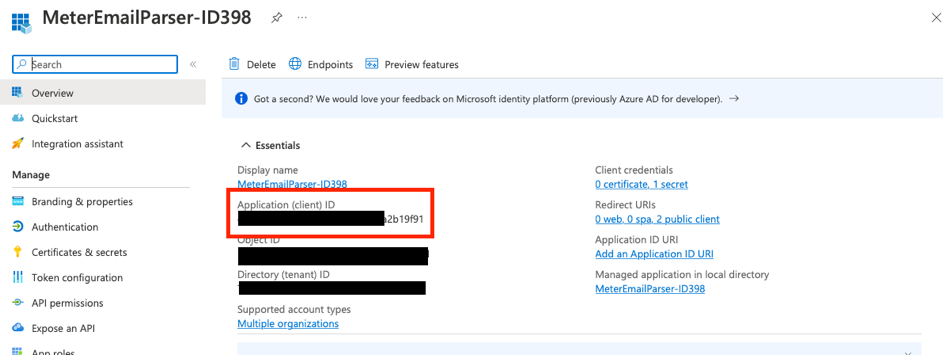 MeterEmailParser-ID398
Search
Overview
Quickstart
Integration assistant
Manage
Branding & properties
Authentication
Certificates & secrets
Token configuration
API permissions
Expose an API
App roles
Delete
Endpoints
Preview features
Got a second? We would love your feedback on Microsoft identity platform (previously Azure AD for developer).
Essentials
Display name
MeterEmailParser-ID398
Application (client) ID
a2b19f91
Object ID
Directory (tenant) ID
Supported account types
Multiple organizations
Client credentials
0 certificate, 1 secret
Redirect URIs
0 web, 0 spa, 2 public client
Application ID URI
Add an Application ID URI
Managed application in local directory
MeterEmailParser-ID398